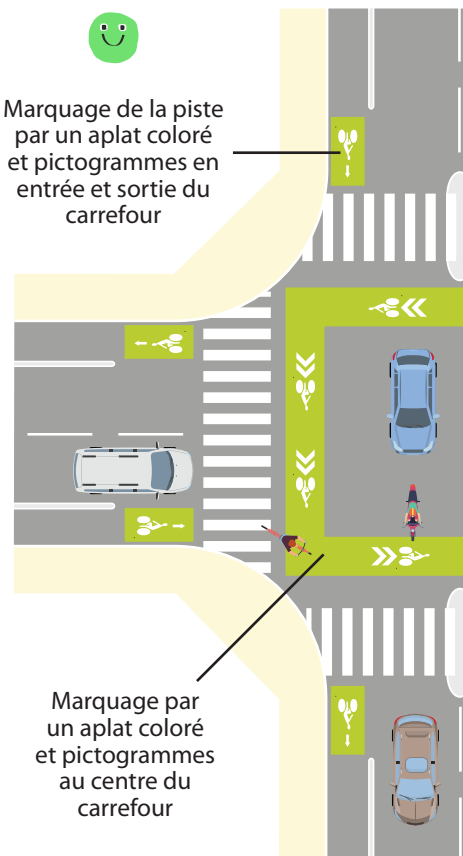 Marquage de la piste
par un aplat coloré
et pictogrammes en
entrée et sortie du
carrefour
Marquage par
un aplat coloré
et pictogrammes
au centre du
carrefour